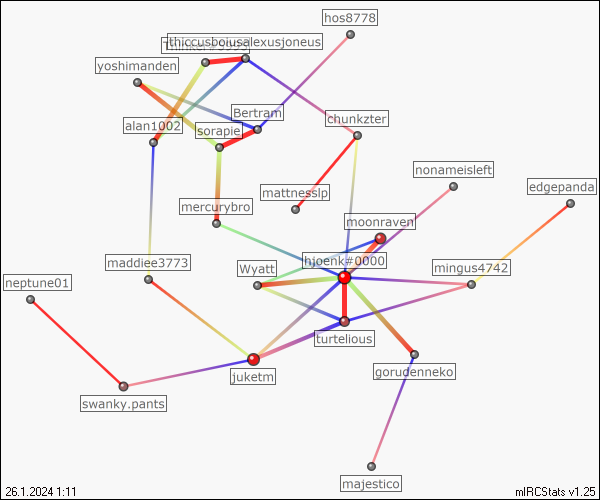 hos8778
thiccusboiusalexusjoneus
yoshimanden
Bertram
chunkzter
alan1002
sorapie
nonameisleft
edgepanda
mattnesslp
mercurybro
moonraven
hjoenk#0000
maddiee3773
Wyatt
mingus4742
neptune01
turtelious
gorudenneko
juketm
swanky.pants
majestico
26.1.2024 1:11
mIRCStats v1.25